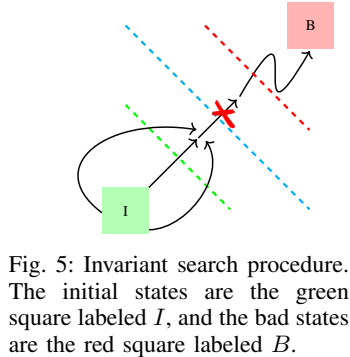 B
I
Fig. 5: Invariant search procedure.
The initial states are the green
square labeled I, and the bad states
are the red square labeled B.